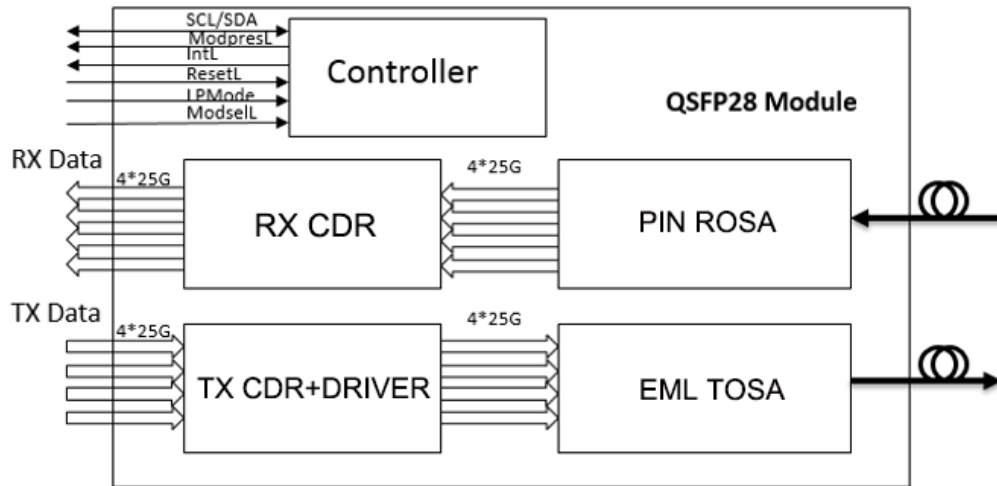 SCL/SDA
ModpresL
IntL
ResetL
LPMode
ModselL
Controller
QSFP28 Module
RX Data
4*25G
4*25G
RX CDR
PIN ROSA
TX Data
4*25G
4*25G
TX CDR+DRIVER
EML TOSA